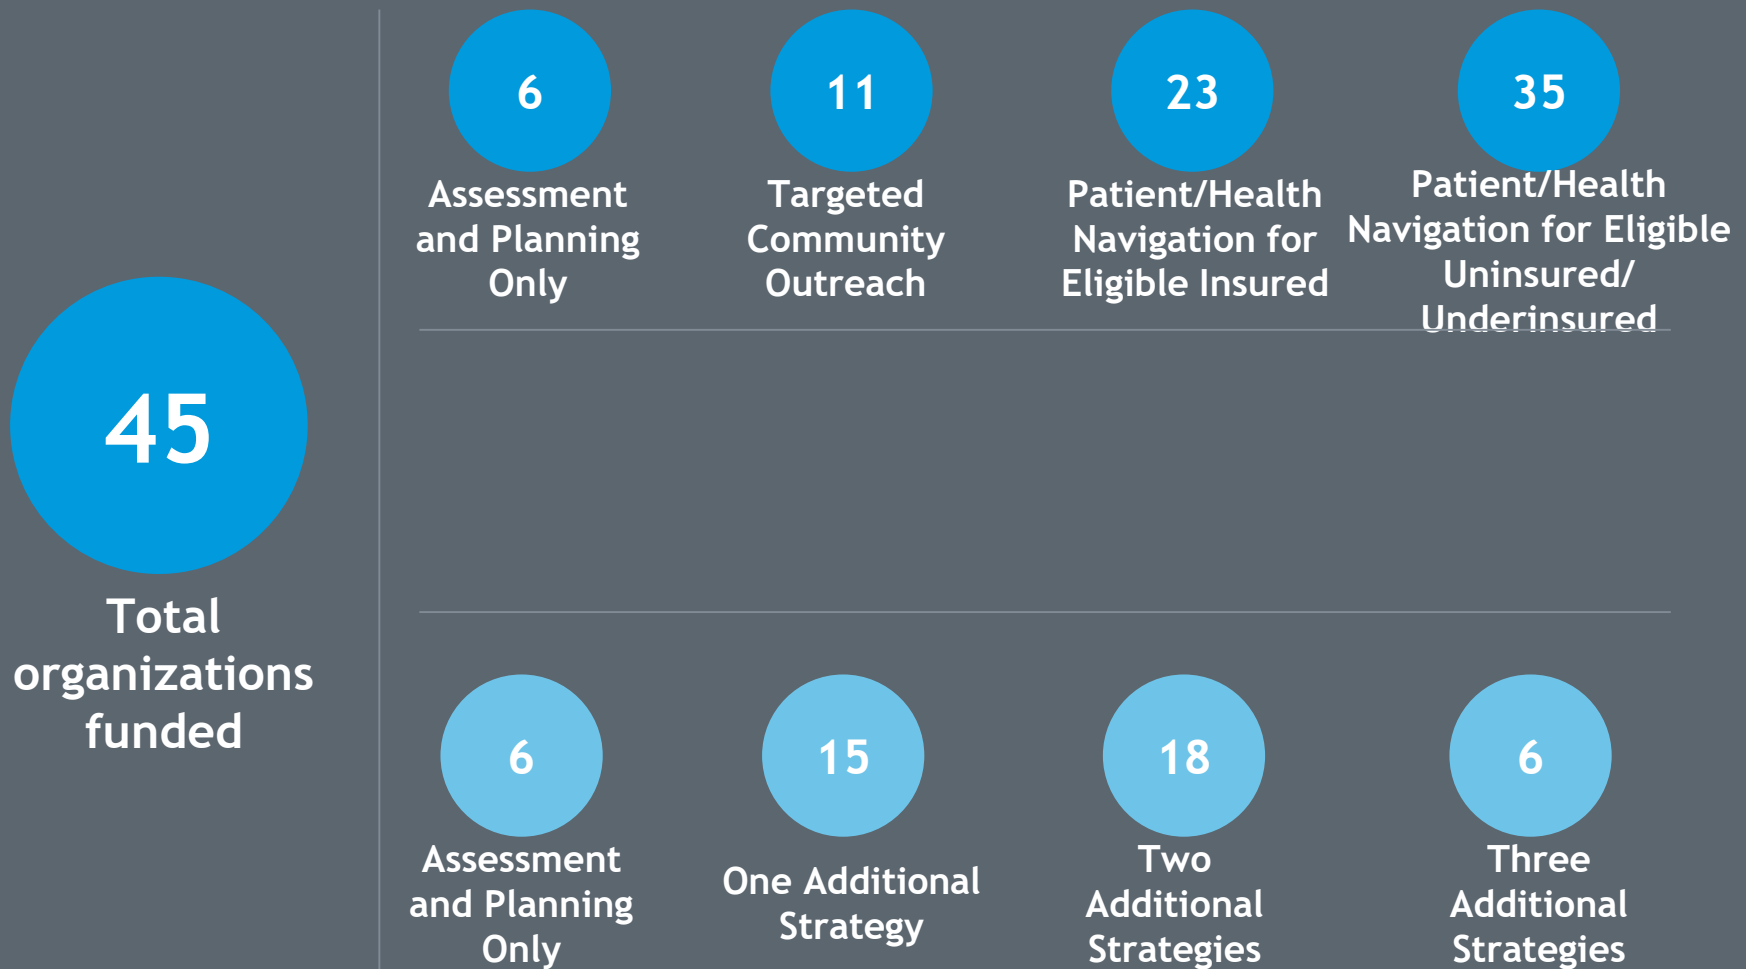 45
Total
organizations
funded
6
Assessment
and Planning
Only
11
Targeted
Community
Outreach
23
Patient/Health
Navigation for
Eligible Insured
35
Patient/Health
Navigation for Eligible
Uninsured/
Underinsured
6
Assessment
and Planning
Only
15
One Additional
Strategy
18
Two
Additional
Strategies
6
Three
Additional
Strategies